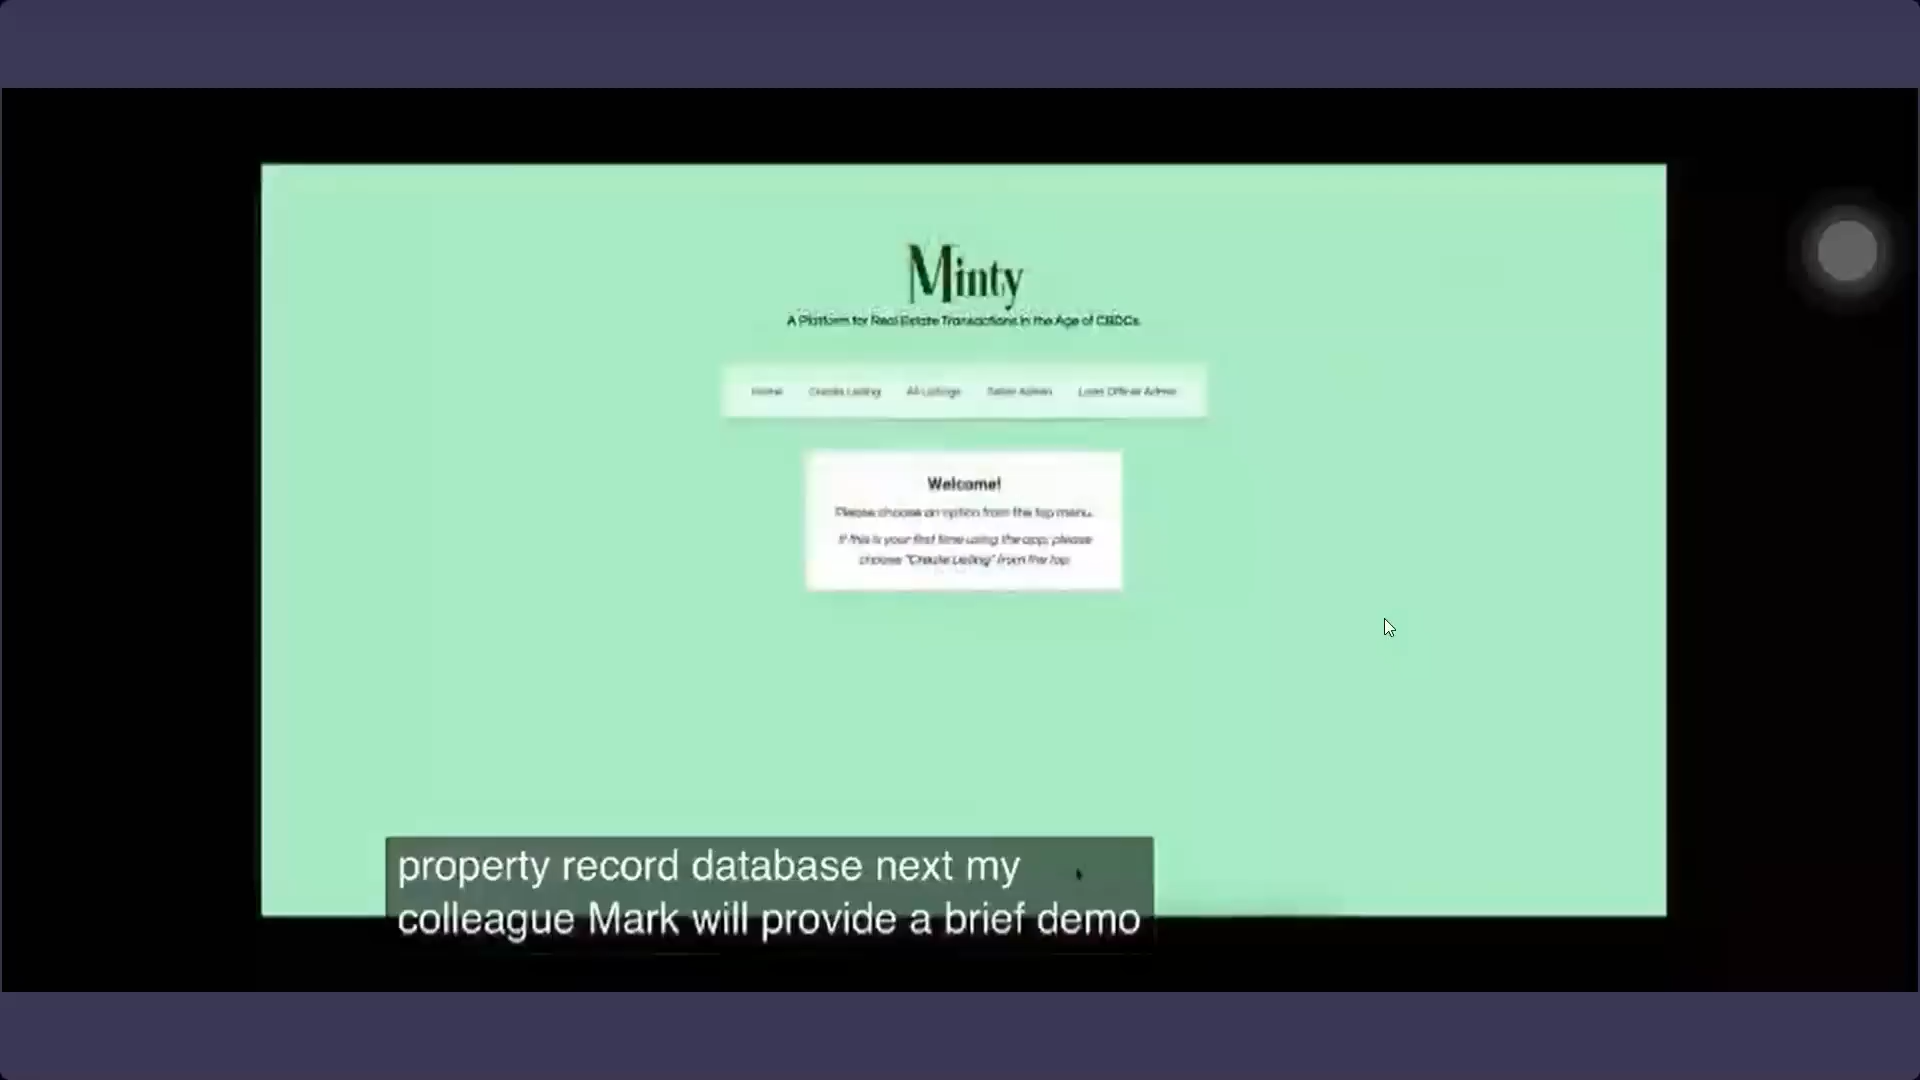 Minty
A Platform for Real Estate Transactions in the Age of CBDCs
Home Create Listing All Listings Seller Admin Loan Officer Admin
Welcome!
Please choose an option from the top menu.
If this is your first time using the app, please
choose "Create Listing" from the top
property record database next my
colleague Mark will provide a brief demo